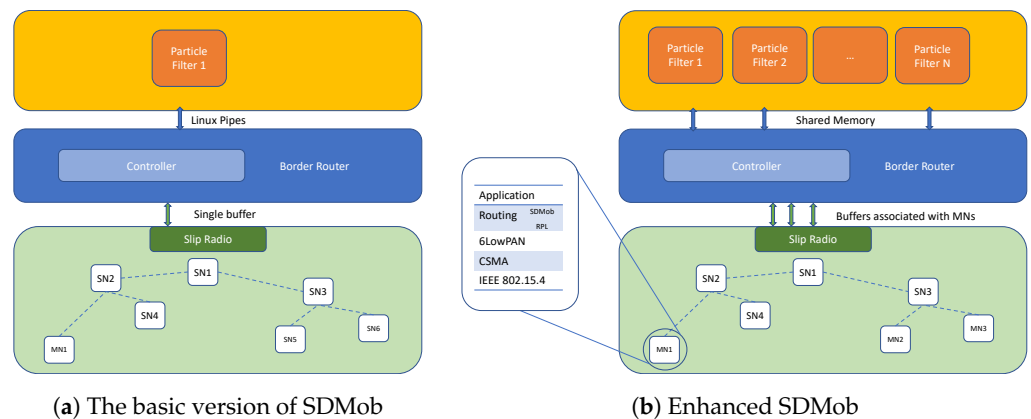 Particle
Filter 1
Linux Pipes
Controller
Border Router
Single buffer
Slip Radio
SN1
SN2
SN3
SN4
SN5
SN6
MN1
(a) The basic version of SDMob
Particle
Filter 1
Particle
Filter 2
...
Particle
Filter N
Shared Memory
Controller
Border Router
Buffers associated with MNs
Slip Radio
Application
Routing SDMob
RPL
6LowPAN
CSMA
IEEE 802.15.4
SN1
SN2
SN3
SN4
MN1
MN2
MN3
(b) Enhanced SDMob